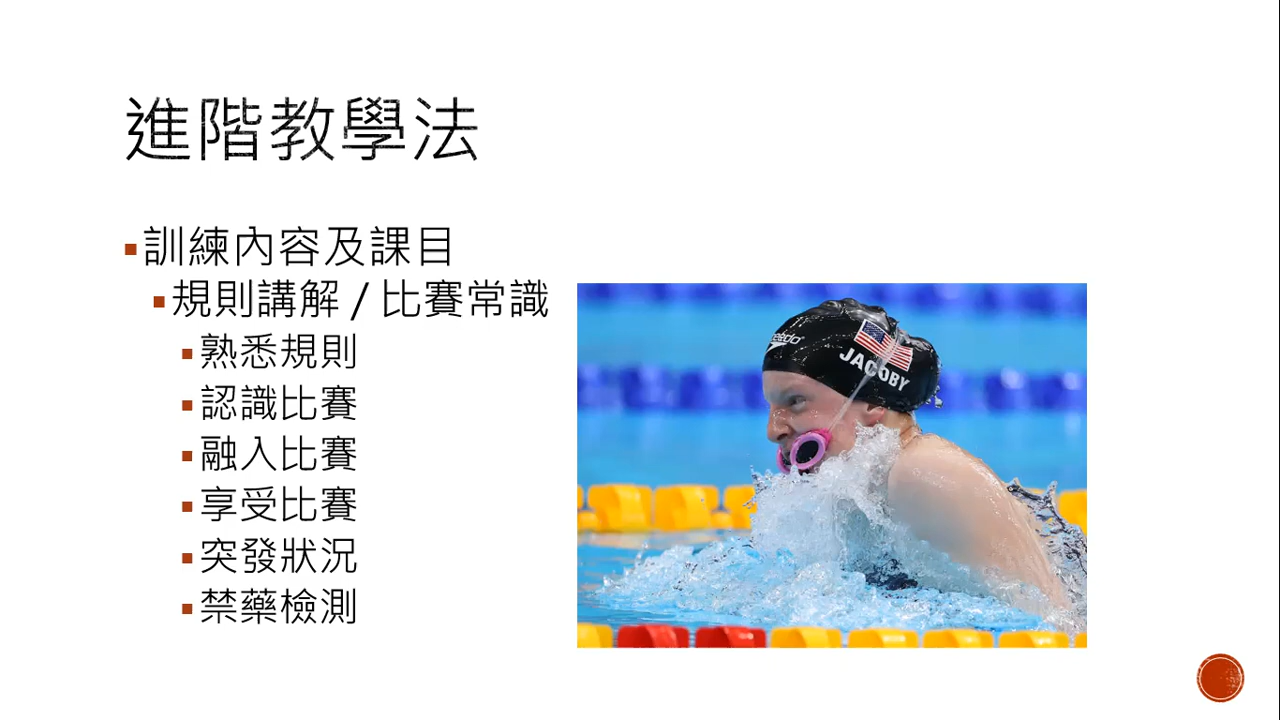 進階教學法
訓練內容及課目
規則講解 / 比賽常識
熟悉規則
認識比賽
融入比賽
享受比賽
突發狀況
禁藥檢測
JACOBY